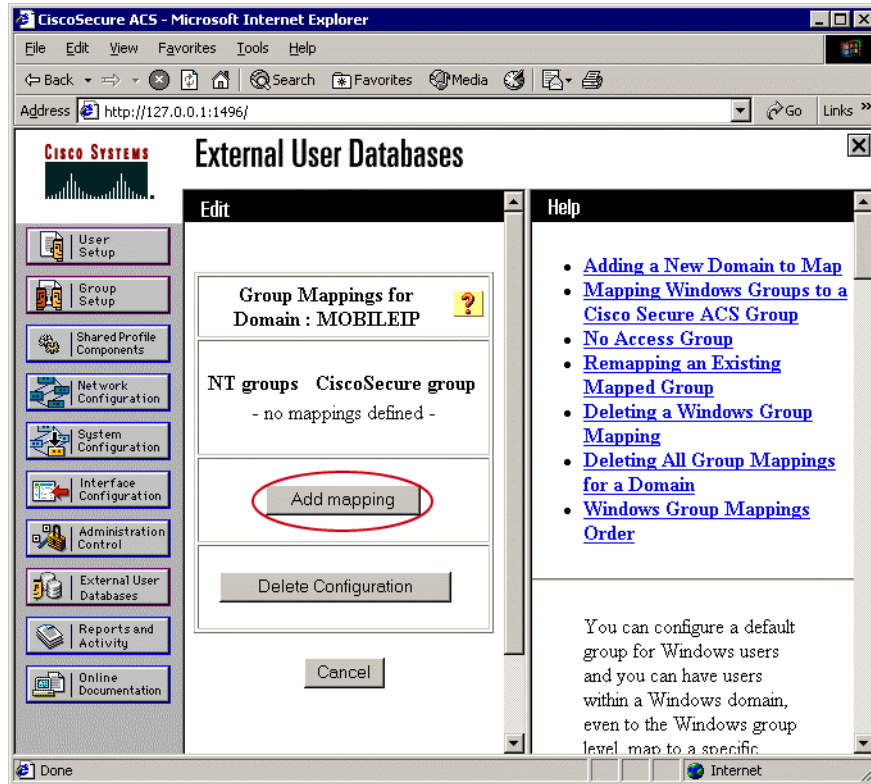 CiscoSecure ACS - Microsoft Internet Explorer
File Edit View Favorites Tools Help
Back Search Favorites Media
Address http://127.0.0.1:1496/ Go Links »
CISCO SYSTEMS
External User Databases
User
Setup
Group
Setup
Shared Profile
Components
Network
Configuration
System
Configuration
Interface
Configuration
Administration
Control
External User
Databases
Reports and
Activity
Online
Documentation
Edit
Group Mappings for
Domain : MOBILEIP
?
NT groups CiscoSecure group
- no mappings defined -
Add mapping
Delete Configuration
Cancel
Help
Adding a New Domain to Map
Mapping Windows Groups to a
Cisco Secure ACS Group
No Access Group
Remapping an Existing
Mapped Group
Deleting a Windows Group
Mapping
Deleting All Group Mappings
for a Domain
Windows Group Mappings
Order
You can configure a default
group for Windows users
and you can have users
within a Windows domain,
even to the Windows group
level, map to a specific
Done Internet